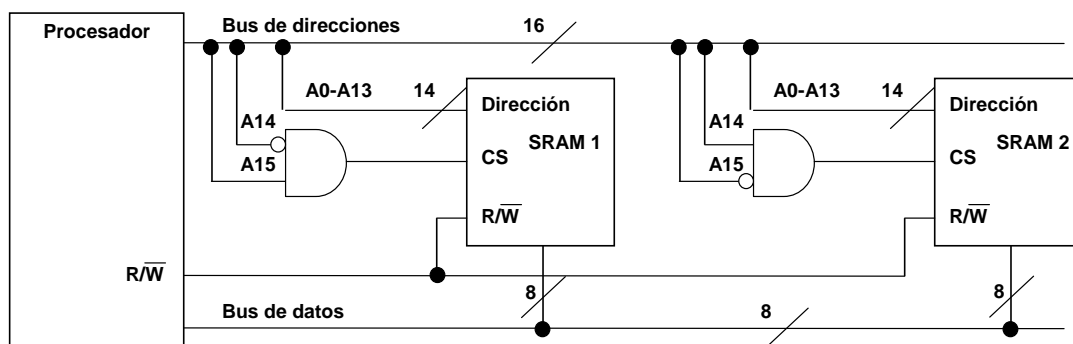 Procesador
Bus de direcciones
16
A0-A13
14
Dirección
A14
A15
SRAM 1
CS
R/W̅
A0-A13
14
Dirección
A14
A15
SRAM 2
CS
R/W̅
R/W̅
8
8
8
Bus de datos